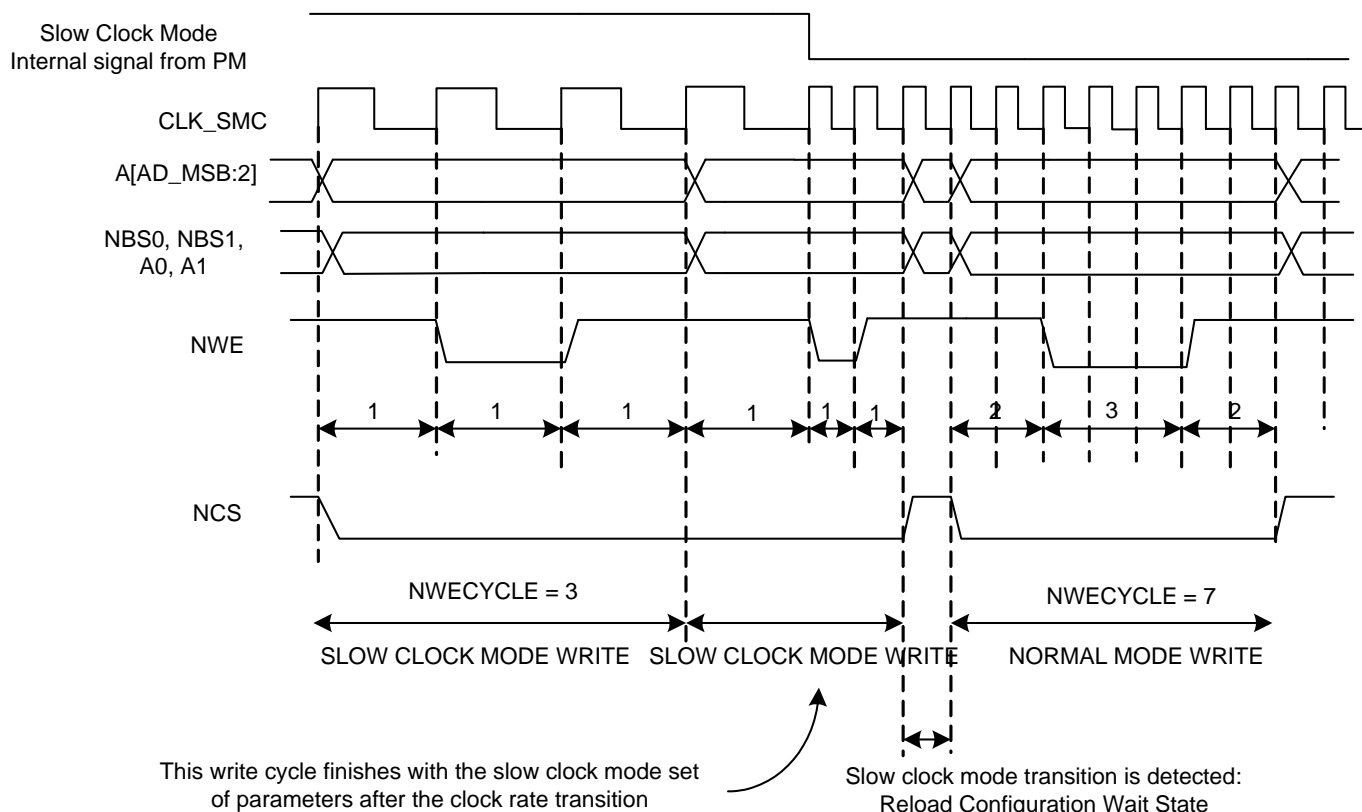 Slow Clock Mode
Internal signal from PM
CLK_SMC
A[AD_MSB:2]
NBS0, NBS1,
A0, A1
NWE
1 1 1 1 1 1 2 3 2
NCS
NWECYCLE = 3 NWECYCLE = 7
SLOW CLOCK MODE WRITE SLOW CLOCK MODE WRITE NORMAL MODE WRITE
This write cycle finishes with the slow clock mode set
of parameters after the clock rate transition
Slow clock mode transition is detected:
Reload Configuration Wait State